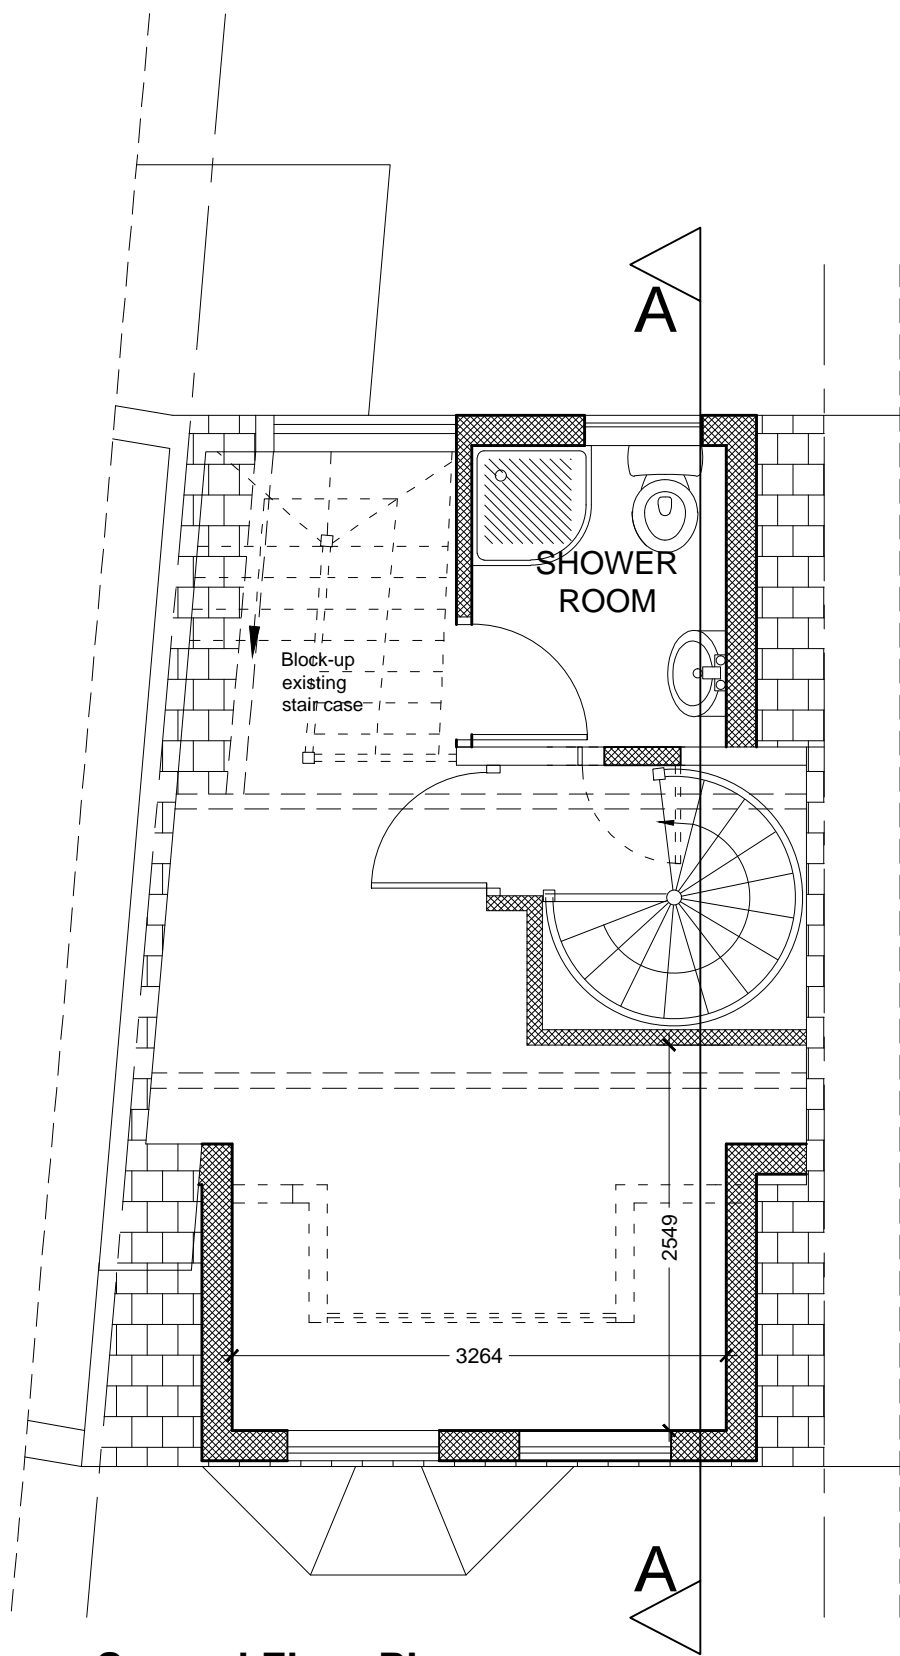 A
SHOWER
ROOM
Block-up
existing
stair case
2549
3264
A
Second Floor Plan